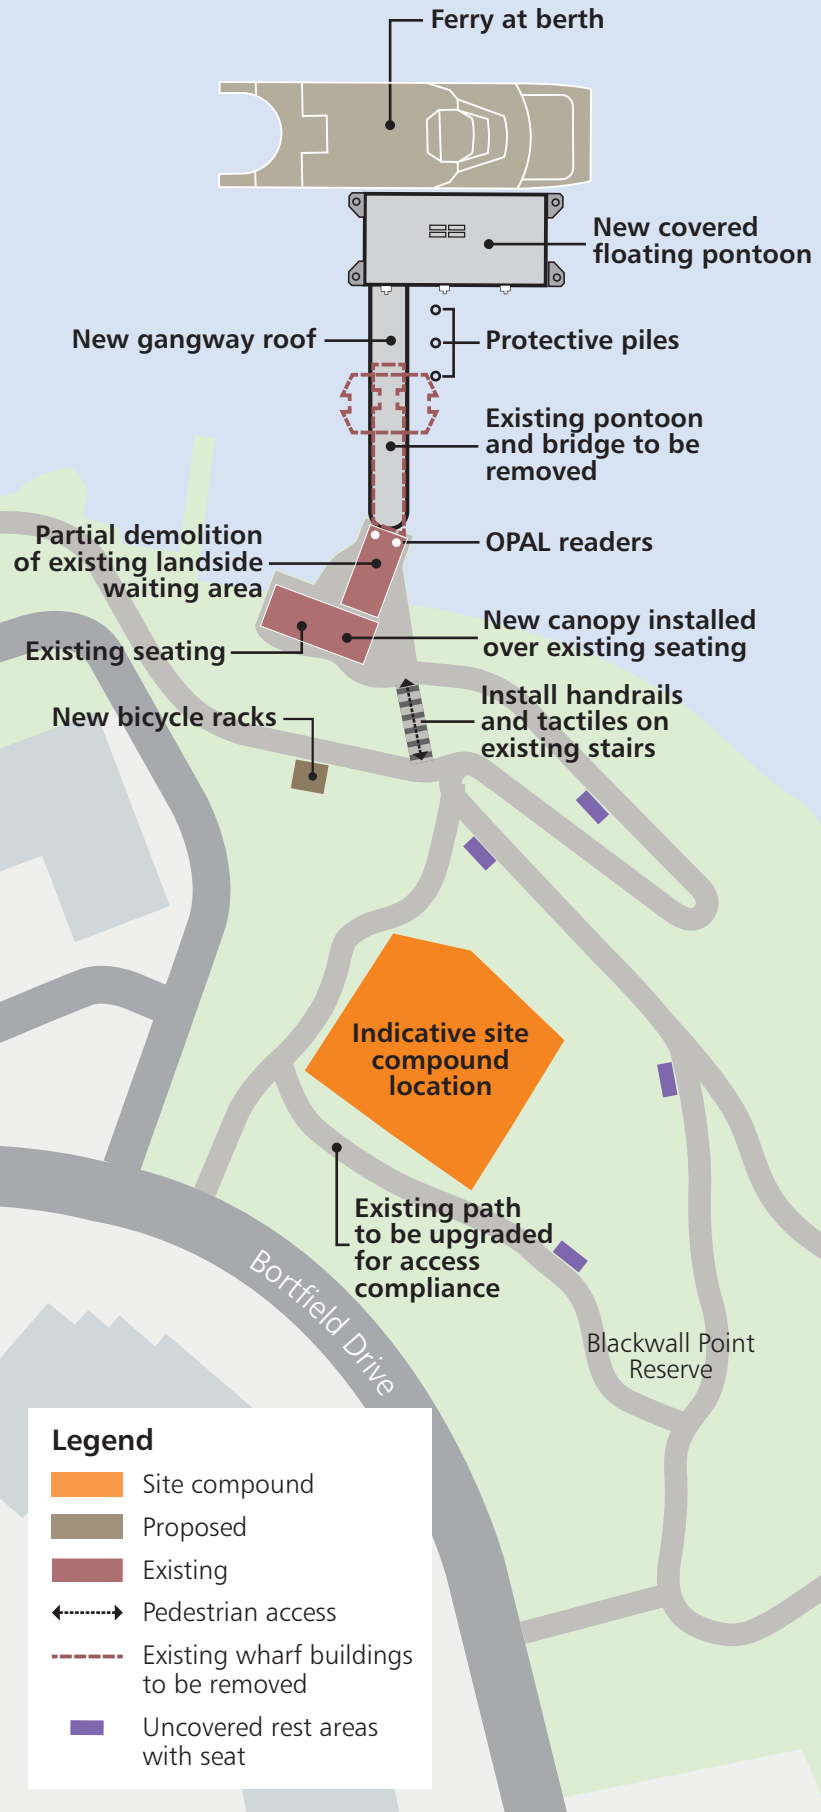 Ferry at berth
New covered
floating pontoon
New gangway roof
Protective piles
Existing pontoon
and bridge to be
removed
Partial demolition
of existing landside
waiting area
OPAL readers
New canopy installed
over existing seating
Existing seating
Install handrails
and tactiles on
existing stairs
New bicycle racks
Indicative site
compound
location
Existing path
to be upgraded
for access
compliance
Bortfield Drive
Blackwall Point
Reserve
Legend
Site compound
Proposed
Existing
Pedestrian access
Existing wharf buildings
to be removed
Uncovered rest areas
with seat